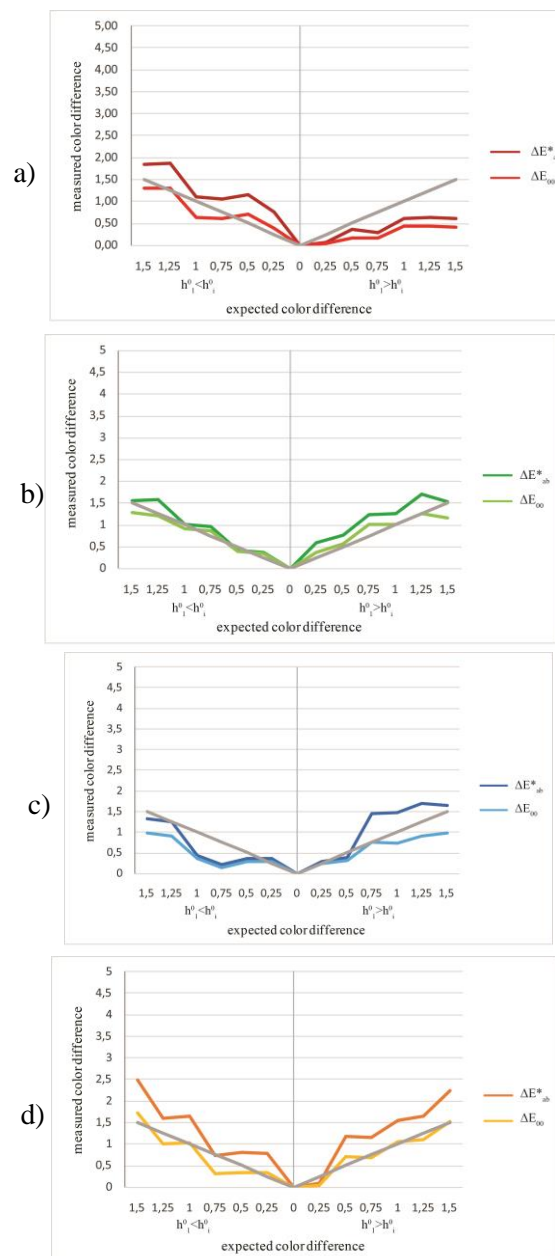 a)
measured color difference
5,00
4,50
4,00
3,50
3,00
2,50
2,00
1,50
1,00
0,50
0,00
1,5 1,25 1 0,75 0,5 0,25 0 0,25 0,5 0,75 1 1,25 1,5
h°₁<h°ᵢ h°₁>h°ᵢ
expected color difference
ΔE*ₐ
ΔE₀₀
b)
measured color difference
5
4,5
4
3,5
3
2,5
2
1,5
1
0,5
0
1,5 1,25 1 0,75 0,5 0,25 0 0,25 0,5 0,75 1 1,25 1,5
h°₁<h°ᵢ h°₁>h°ᵢ
expected color difference
ΔE*ab
ΔE₀₀
c)
measured color difference
5
4,5
4
3,5
3
2,5
2
1,5
1
0,5
0
1,5 1,25 1 0,75 0,5 0,25 0 0,25 0,5 0,75 1 1,25 1,5
h°₁<h°ᵢ h°₁>h°ᵢ
expected color difference
ΔE*ab
ΔE₀₀
d)
measured color difference
5
4,5
4
3,5
3
2,5
2
1,5
1
0,5
0
1,5 1,25 1 0,75 0,5 0,25 0 0,25 0,5 0,75 1 1,25 1,5
h°₁<h°ᵢ h°₁>h°ᵢ
expected color difference
ΔE*ab
ΔE₀₀